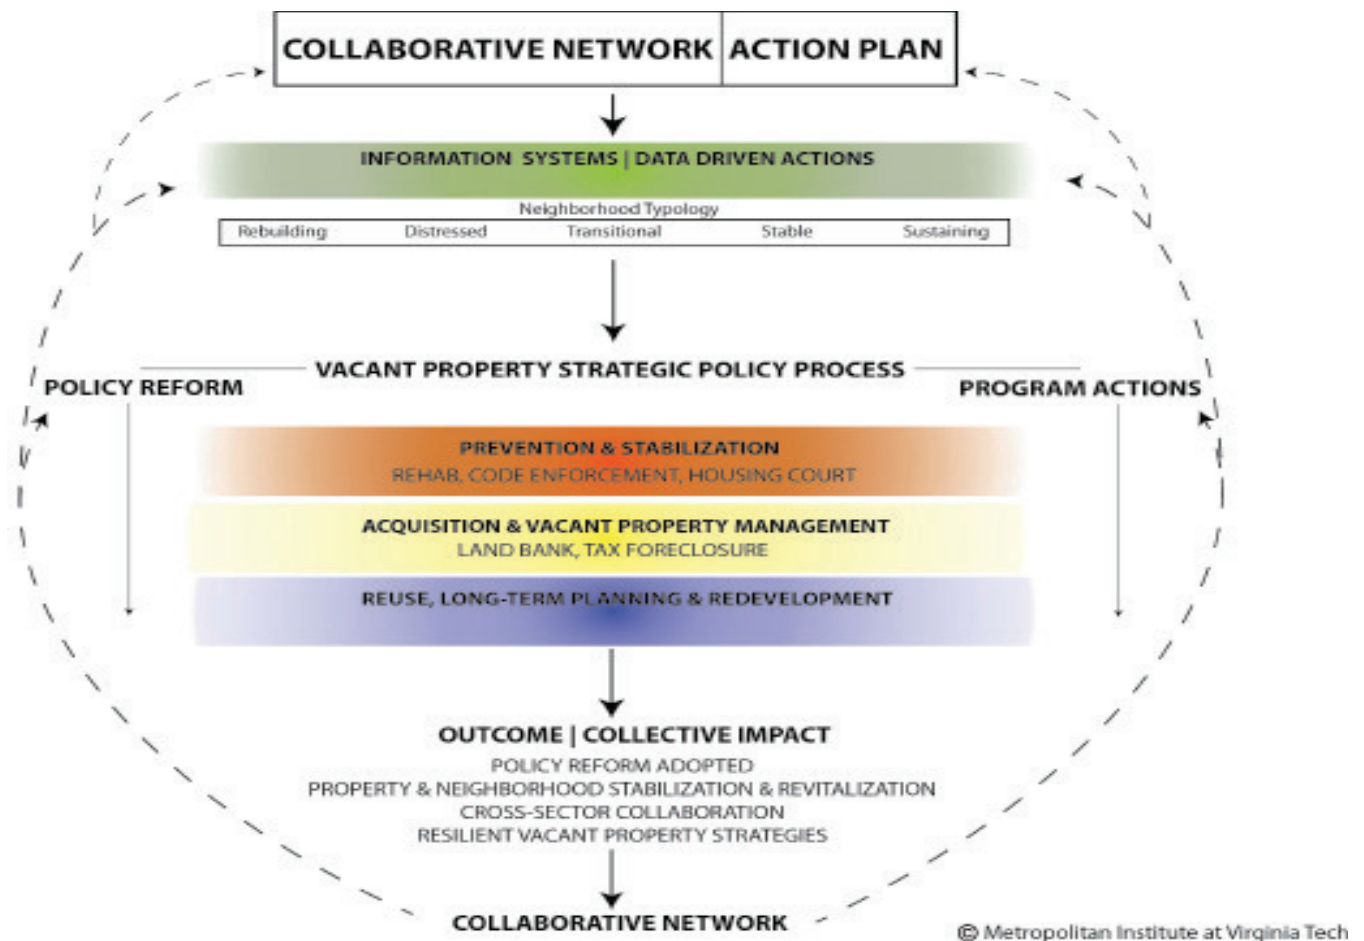 COLLABORATIVE NETWORK ACTION PLAN
INFORMATION SYSTEMS | DATA DRIVEN ACTIONS
Neighborhood Typology
Rebuilding Distressed Transitional Stable Sustaining
VACANT PROPERTY STRATEGIC POLICY PROCESS
POLICY REFORM
PROGRAM ACTIONS
PREVENTION & STABILIZATION
REHAB, CODE ENFORCEMENT, HOUSING COURT
ACQUISITION & VACANT PROPERTY MANAGEMENT
LAND BANK, TAX FORECLOSURE
REUSE, LONG-TERM PLANNING & REDEVELOPMENT
OUTCOME | COLLECTIVE IMPACT
POLICY REFORM ADOPTED
PROPERTY & NEIGHBORHOOD STABILIZATION & REVITALIZATION
CROSS-SECTOR COLLABORATION
RESILIENT VACANT PROPERTY STRATEGIES
COLLABORATIVE NETWORK
© Metropolitan Institute at Virginia Tech